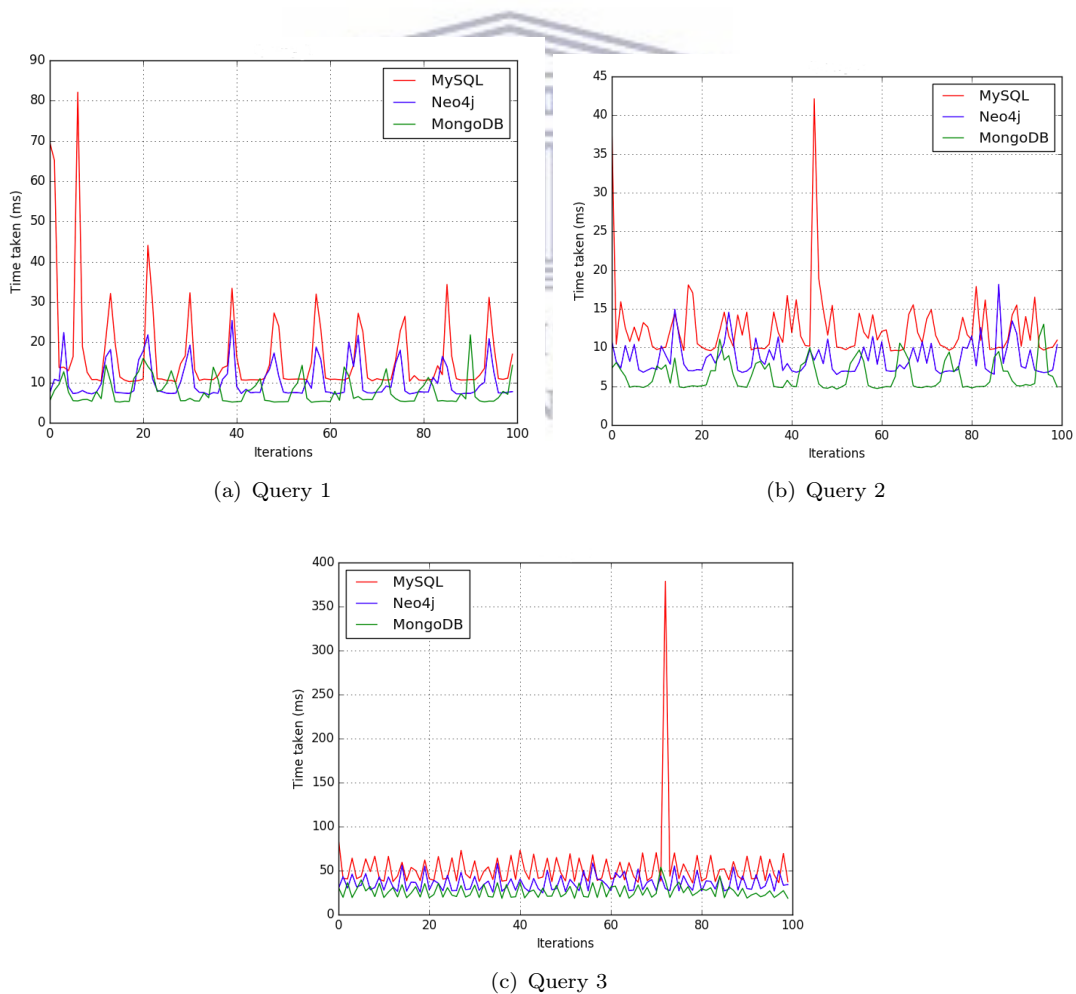 90
80
70
60
50
40
30
20
10
0
Time taken (ms)
MySQL
Neo4j
MongoDB
0 20 40 60 80 100
Iterations
(a) Query 1
45
40
35
30
25
20
15
10
5
0
Time taken (ms)
MySQL
Neo4j
MongoDB
0 20 40 60 80 100
Iterations
(b) Query 2
400
350
300
250
200
150
100
50
0
Time taken (ms)
MySQL
Neo4j
MongoDB
0 20 40 60 80 100
Iterations
(c) Query 3